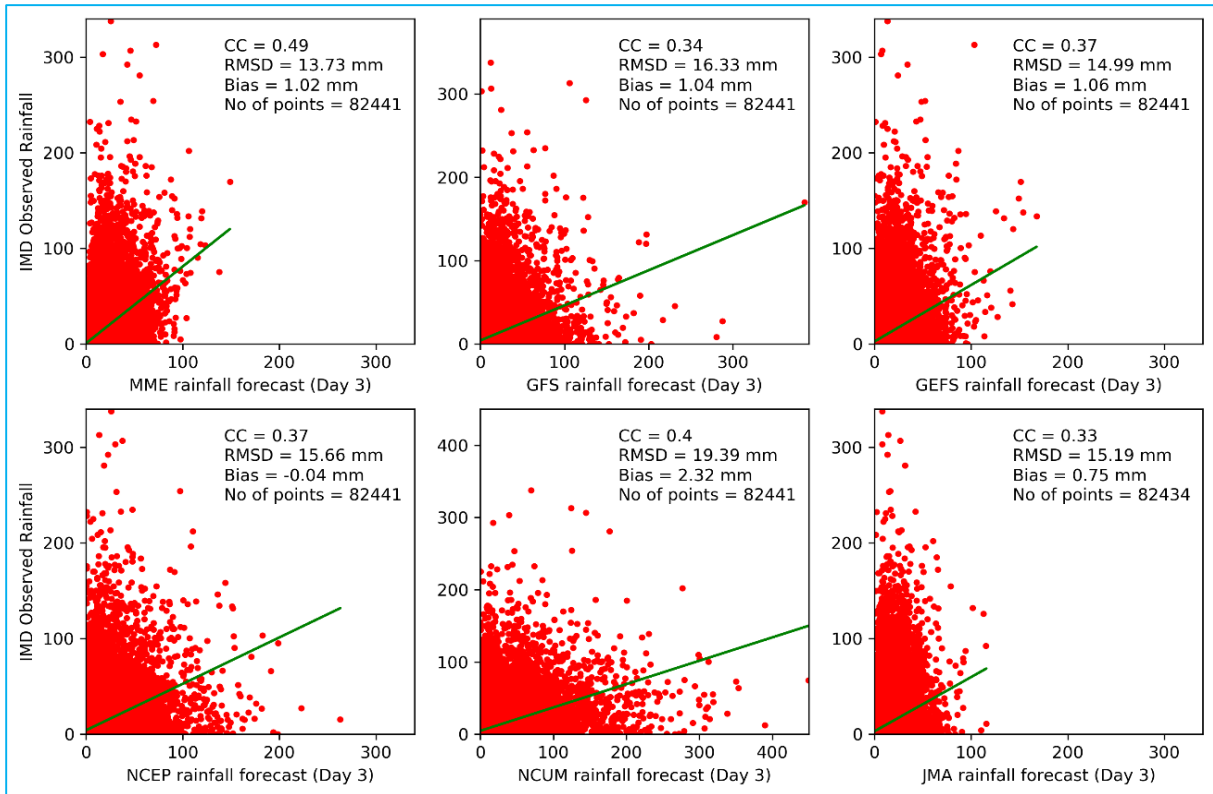 CC = 0.49
RMSD = 13.73 mm
Bias = 1.02 mm
No of points = 82441
300
200
100
0
IMD Observed Rainfall
0 100 200 300
MME rainfall forecast (Day 3)
CC = 0.34
RMSD = 16.33 mm
Bias = 1.04 mm
No of points = 82441
300
200
100
0
0 100 200 300
GFS rainfall forecast (Day 3)
CC = 0.37
RMSD = 14.99 mm
Bias = 1.06 mm
No of points = 82441
300
200
100
0
0 100 200 300
GEFS rainfall forecast (Day 3)
CC = 0.37
RMSD = 15.66 mm
Bias = -0.04 mm
No of points = 82441
300
200
100
0
IMD Observed Rainfall
0 100 200 300
NCEP rainfall forecast (Day 3)
CC = 0.4
RMSD = 19.39 mm
Bias = 2.32 mm
No of points = 82441
400
300
200
100
0
0 100 200 300 400
NCUM rainfall forecast (Day 3)
CC = 0.33
RMSD = 15.19 mm
Bias = 0.75 mm
No of points = 82434
300
200
100
0
0 100 200 300
JMA rainfall forecast (Day 3)